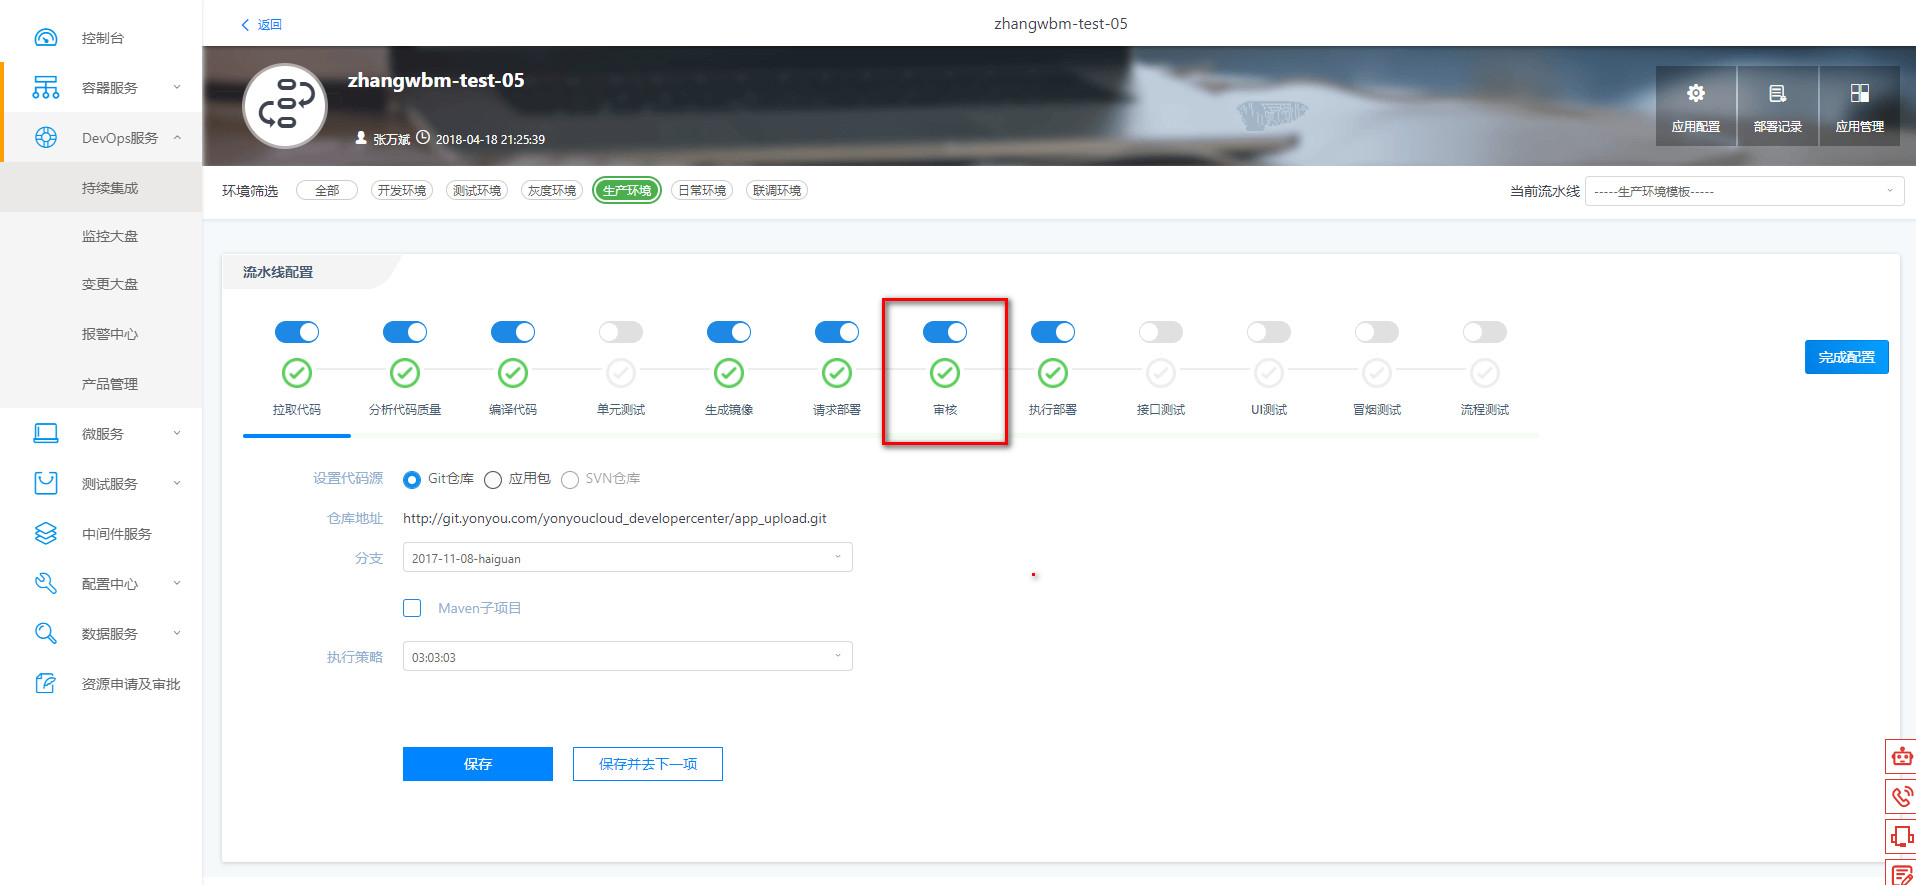 返回
zhangwbm-test-05
控制台
容器服务
DevOps服务
持续集成
监控大盘
变更大盘
报警中心
产品管理
微服务
测试服务
中间件服务
配置中心
数据服务
资源申请及审批
zhangwbm-test-05
张万斌 2018-04-18 21:25:39
应用配置 部署记录 应用管理
环境筛选 全部 开发环境 测试环境 灰度环境 生产环境 日常环境 联调环境
当前流水线 -----生产环境模板-----
流水线配置
拉取代码 分析代码质量 编译代码 单元测试 生成镜像 请求部署 审核 执行部署 接口测试 UI测试 冒烟测试 流程测试
完成配置
设置代码源 Git仓库 应用包 SVN仓库
仓库地址 http://git.yonyou.com/yonyoucloud_developercenter/app_upload.git
分支 2017-11-08-haiguan
Maven子项目
执行策略 03:03:03
保存 保存并去下一项